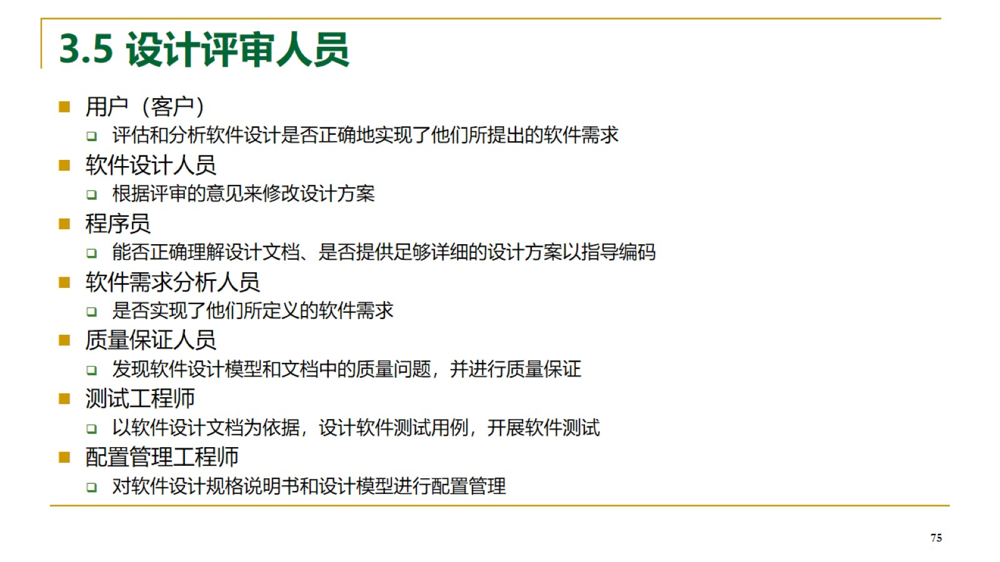 3.5 设计评审人员
用户（客户）
评估和分析软件设计是否正确地实现了他们所提出的软件需求
软件设计人员
根据评审的意见来修改设计方案
程序员
能否正确理解设计文档、是否提供足够详细的设计方案以指导编码
软件需求分析人员
是否实现了他们所定义的软件需求
质量保证人员
发现软件设计模型和文档中的质量问题，并进行质量保证
测试工程师
以软件设计文档为依据，设计软件测试用例，开展软件测试
配置管理工程师
对软件设计规格说明书和设计模型进行配置管理
75